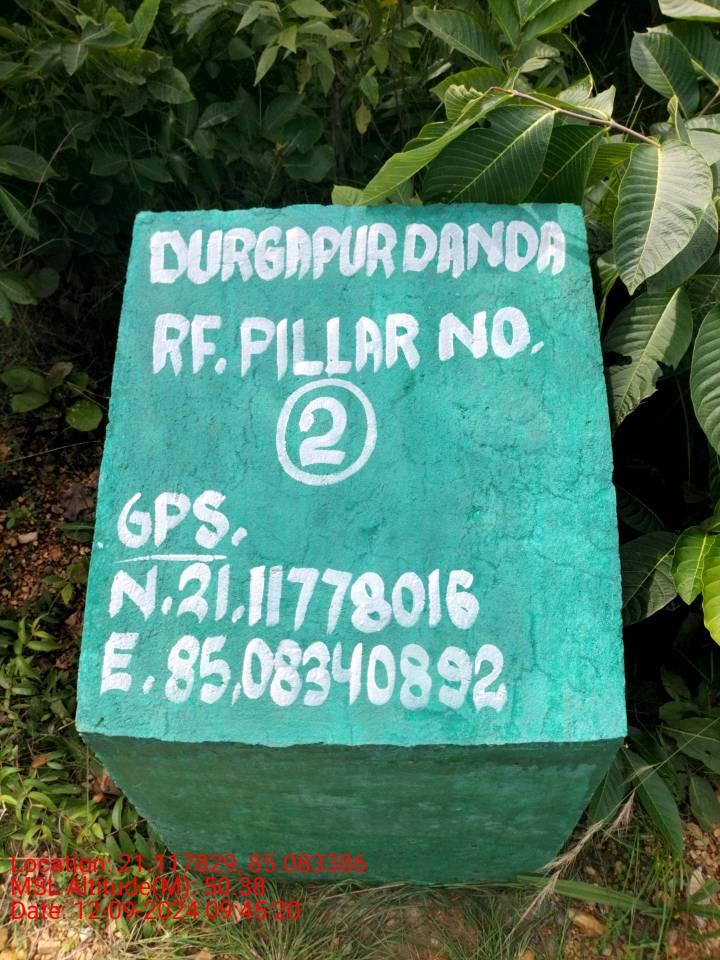 DURGAPUR DANDA
RF. PILLAR NO.
2
GPS.
N.21.11778016
E.85.08340892
Location: 21.117829, 85.083386
MSL Altitude(M). 50.38
Date: 12-09-2024 09:45:20